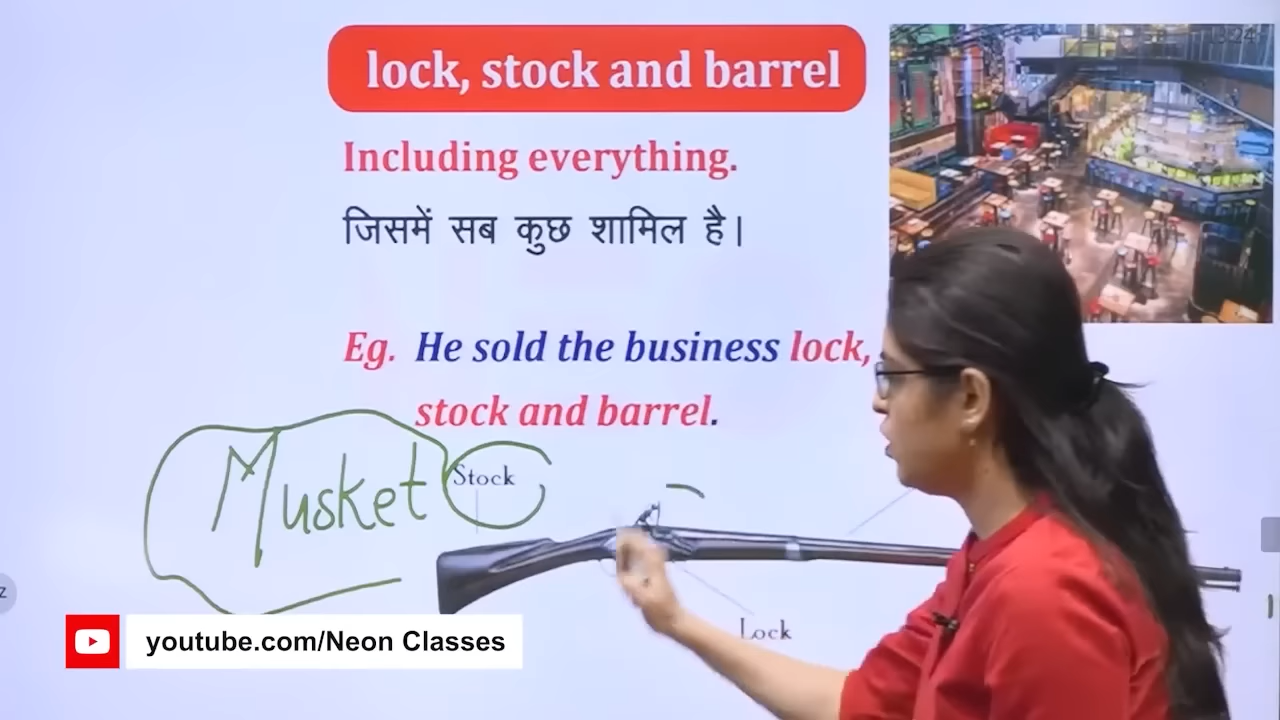 lock, stock and barrel
Including everything.
जिसमें सब कुछ शामिल है।
Eg. He sold the business lock,
stock and barrel.
Musket
Stock
Lock
youtube.com/Neon Classes